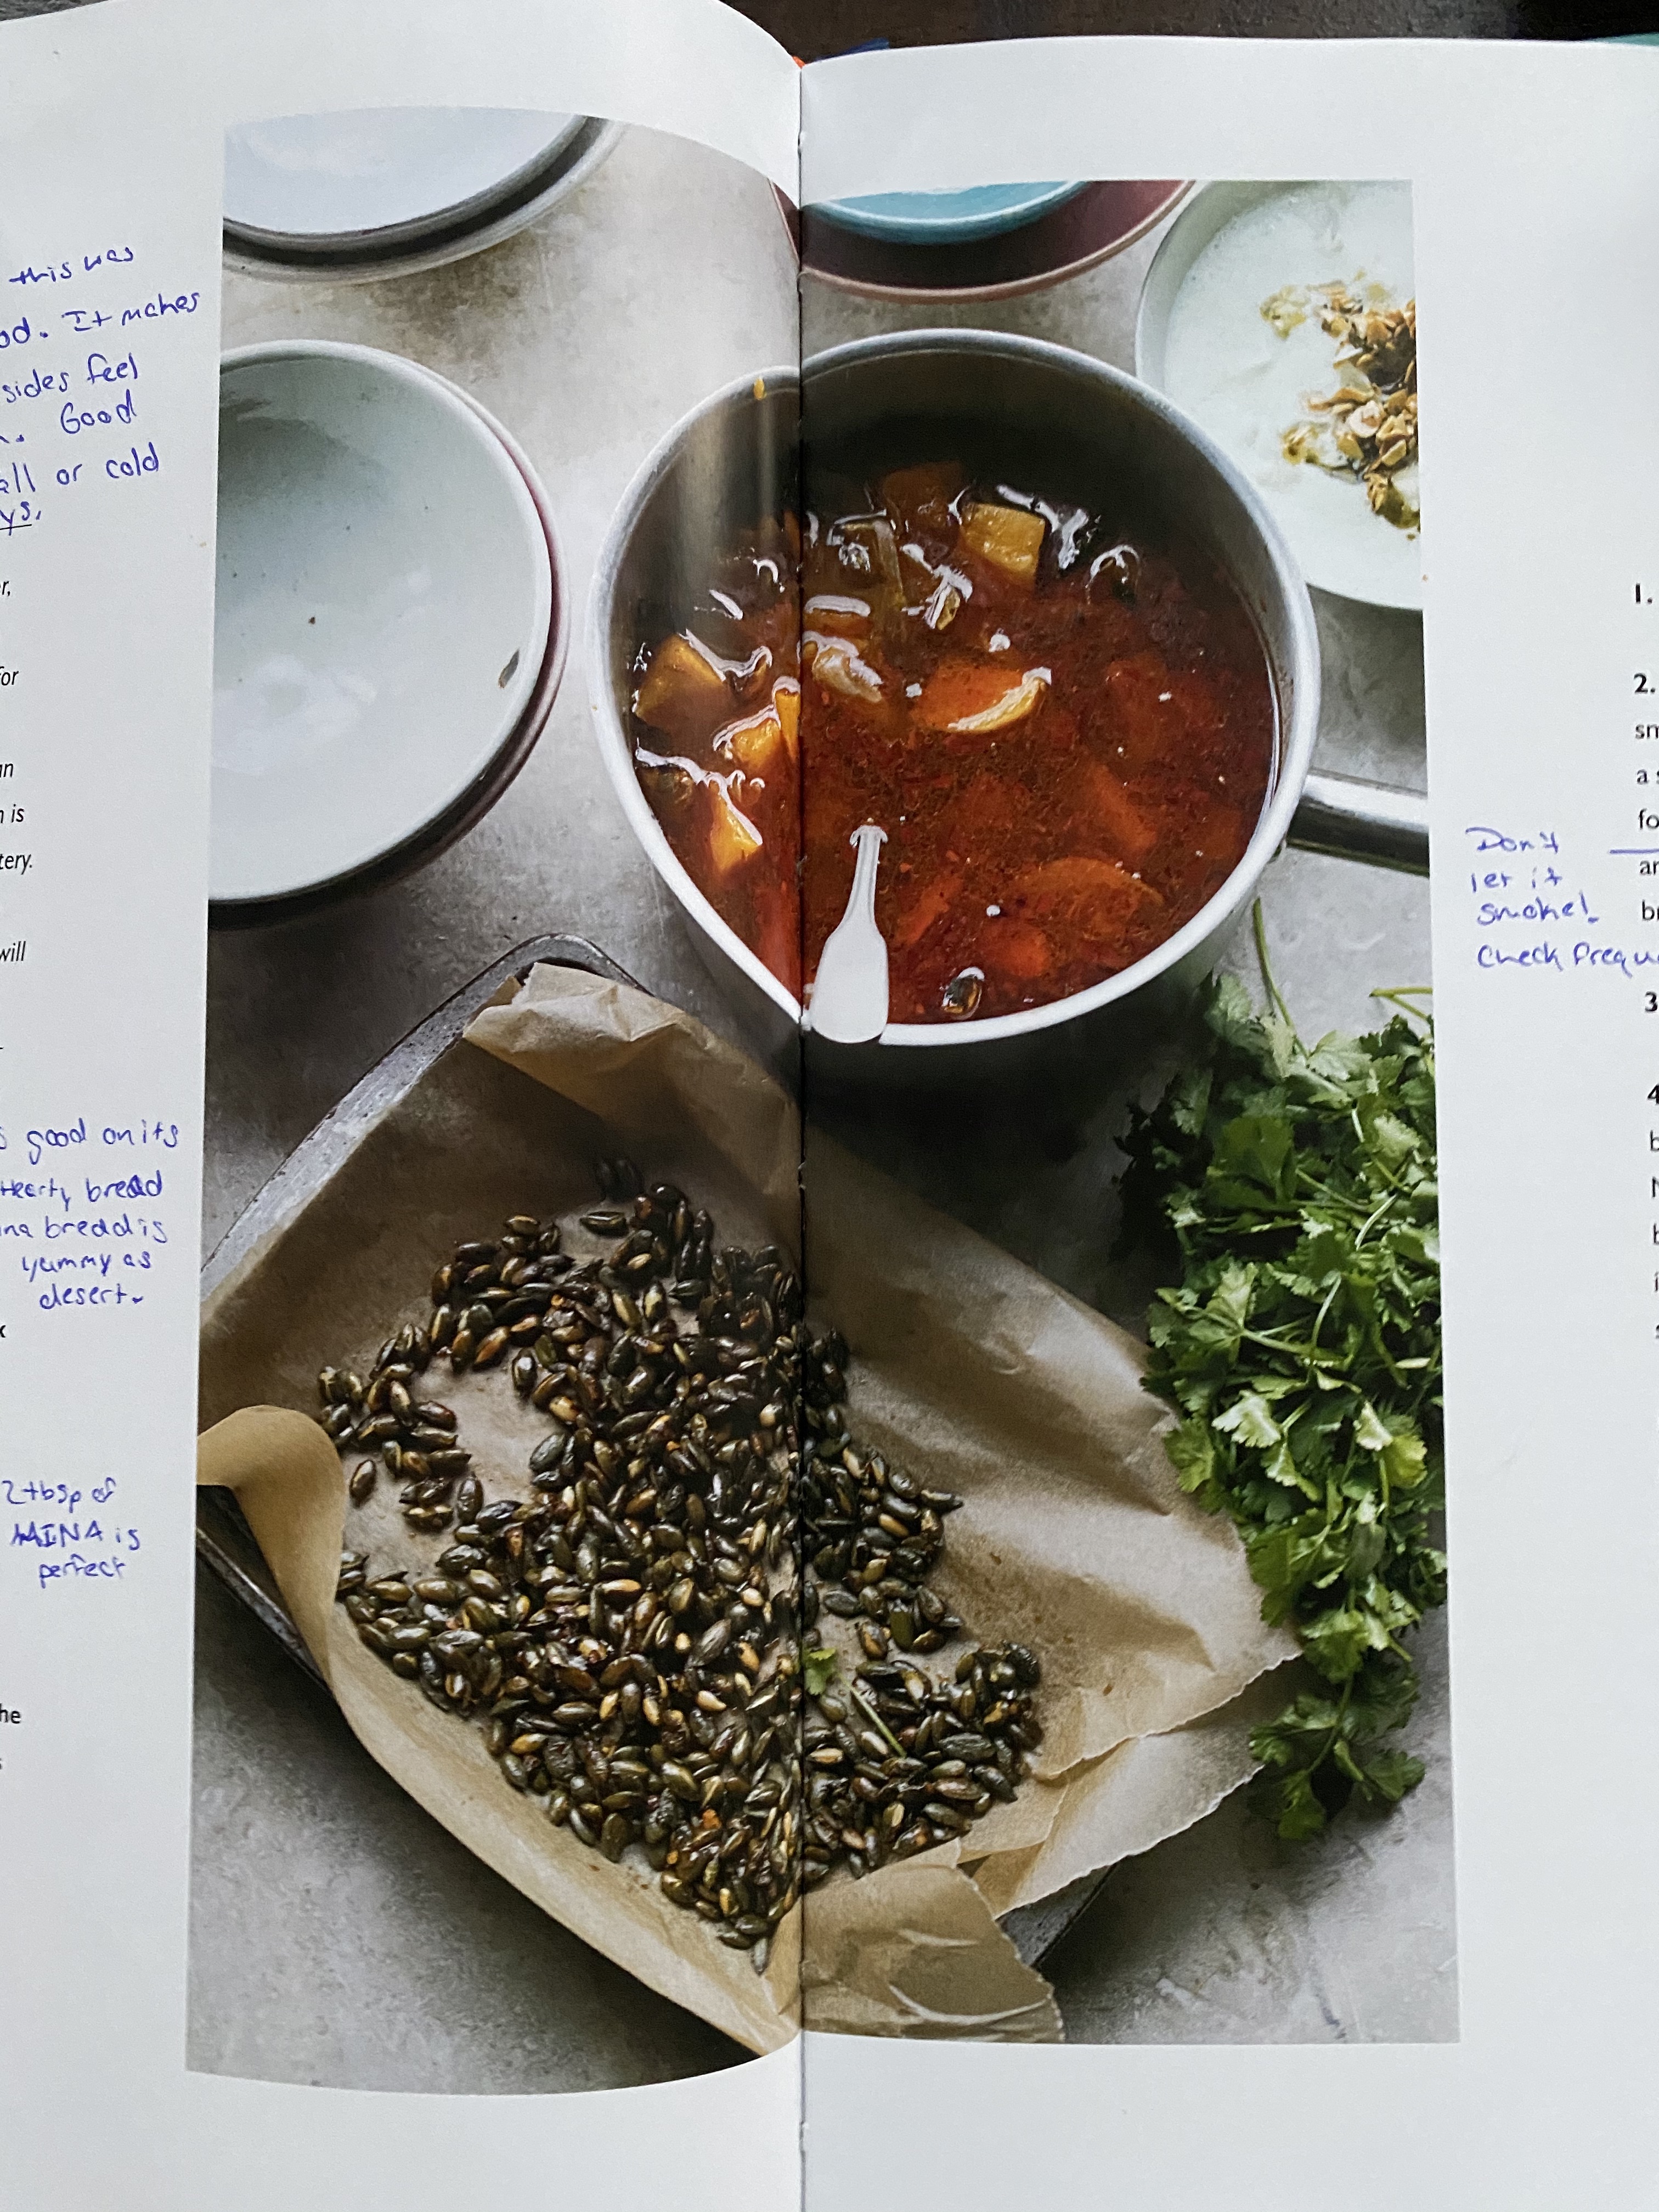 this was
od. It makes
sides feel
Good
all or cold
ys.
r,
for
an
n is
tery.
will
good on its
Hearty bread
bread is
yummy as
desert.
2 tbsp of
MINA is
perfect
he
1.
2.
sm
a s
fo
Don't
let it
smoke!
check frequ
ar
br
3
4